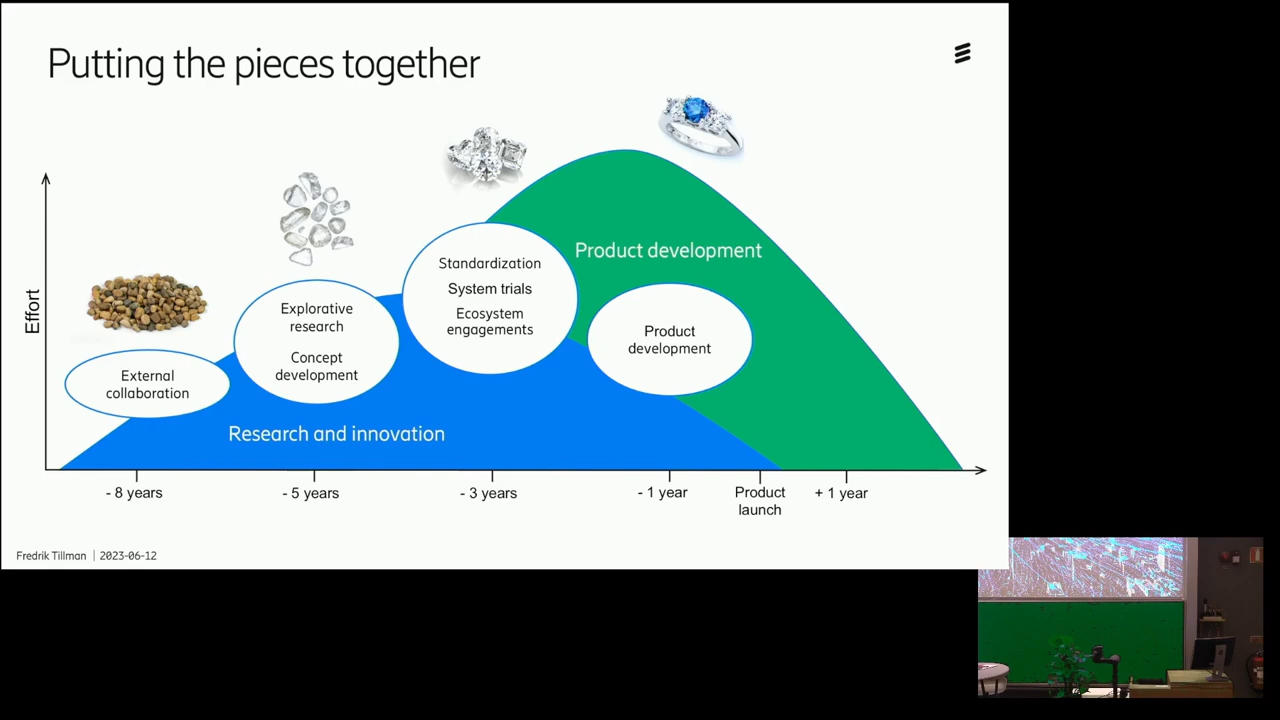 Putting the pieces together
Effort
External
collaboration
Explorative
research
Concept
development
Standardization
System trials
Ecosystem
engagements
Product development
Product
development
Research and innovation
- 8 years
- 5 years
- 3 years
- 1 year
Product
launch
+ 1 year
Fredrik Tillman | 2023-06-12